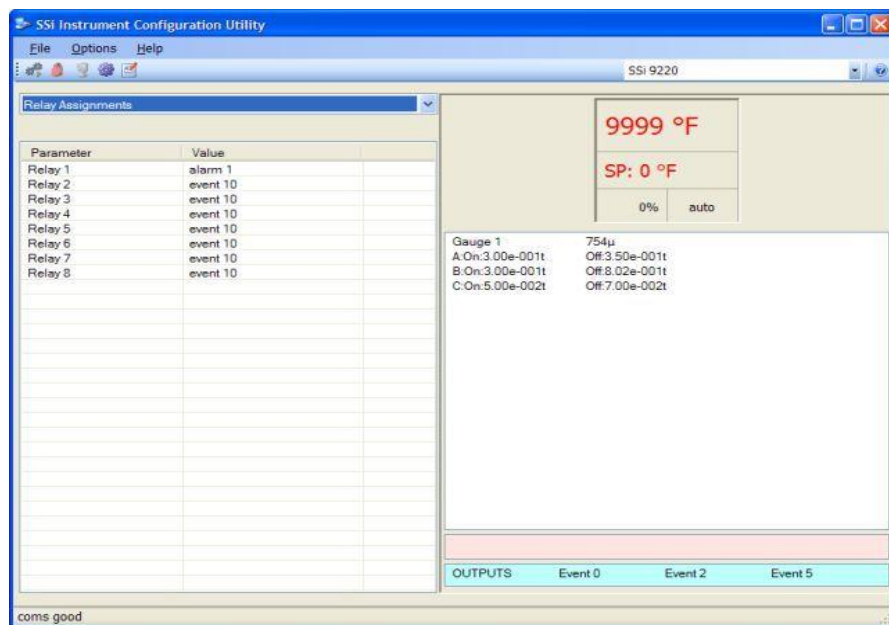 SSi Instrument Configuration Utility
File Options Help
SSi 9220
Relay Assignments
Parameter Value
Relay 1 alarm 1
Relay 2 event 10
Relay 3 event 10
Relay 4 event 10
Relay 5 event 10
Relay 6 event 10
Relay 7 event 10
Relay 8 event 10
9999 °F
SP: 0 °F
0% auto
Gauge 1 754µ
A:On:3.00e-001t Off:3.50e-001t
B:On:3.00e-001t Off:8.02e-001t
C:On:5.00e-002t Off:7.00e-002t
OUTPUTS Event 0 Event 2 Event 5
coms good